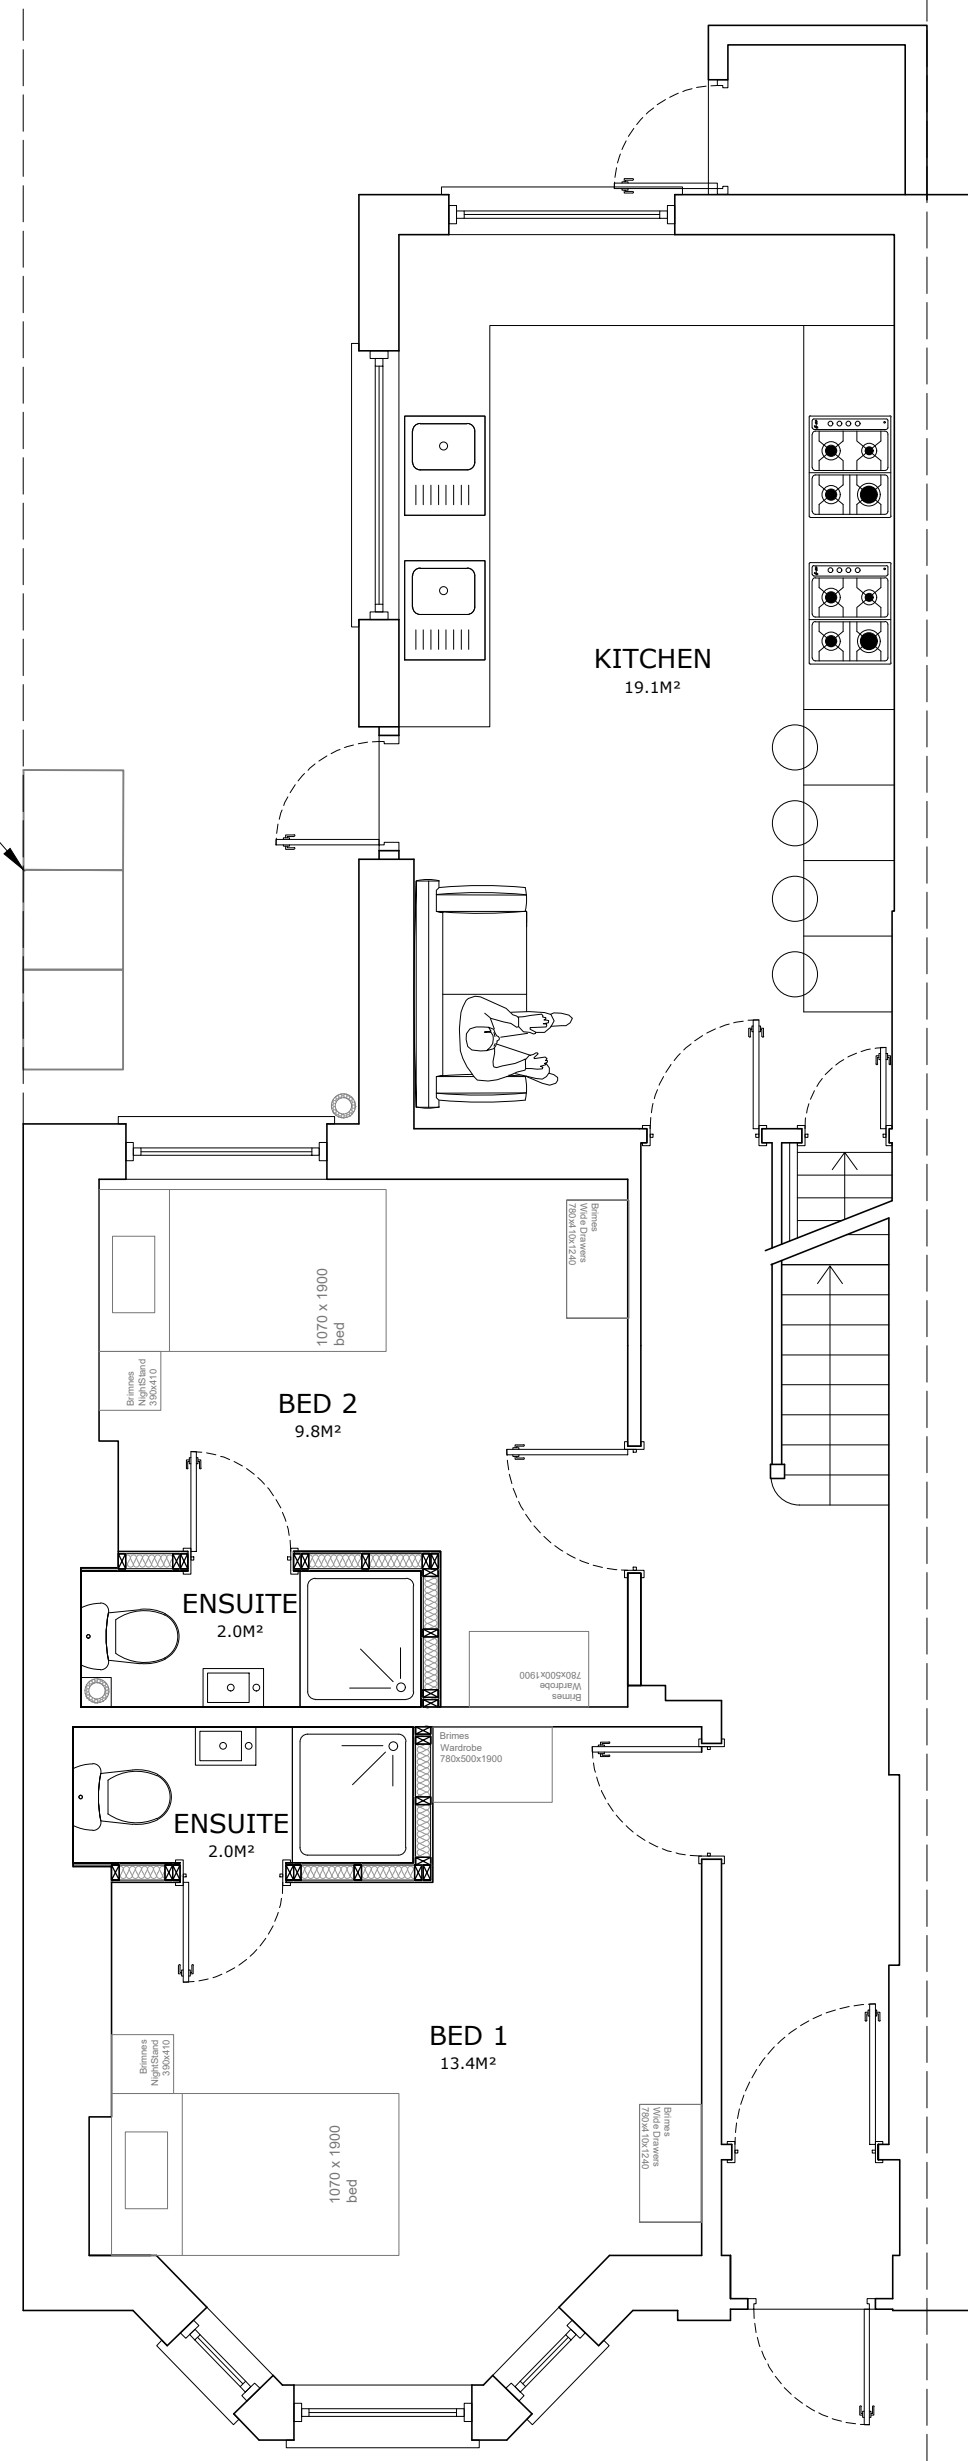 KITCHEN
19.1M²
Brimes
Wide Drawers
780x410x1240
1070 x 1900
bed
Brimnes
NightStand
390x410
BED 2
9.8M²
ENSUITE
2.0M²
Brimes
Wardrobe
780x500x1900
Brimes
Wardrobe
780x500x1900
ENSUITE
2.0M²
BED 1
13.4M²
Brimnes
NightStand
390x410
1070 x 1900
bed
Brimes
Wide Drawers
780x410x1240